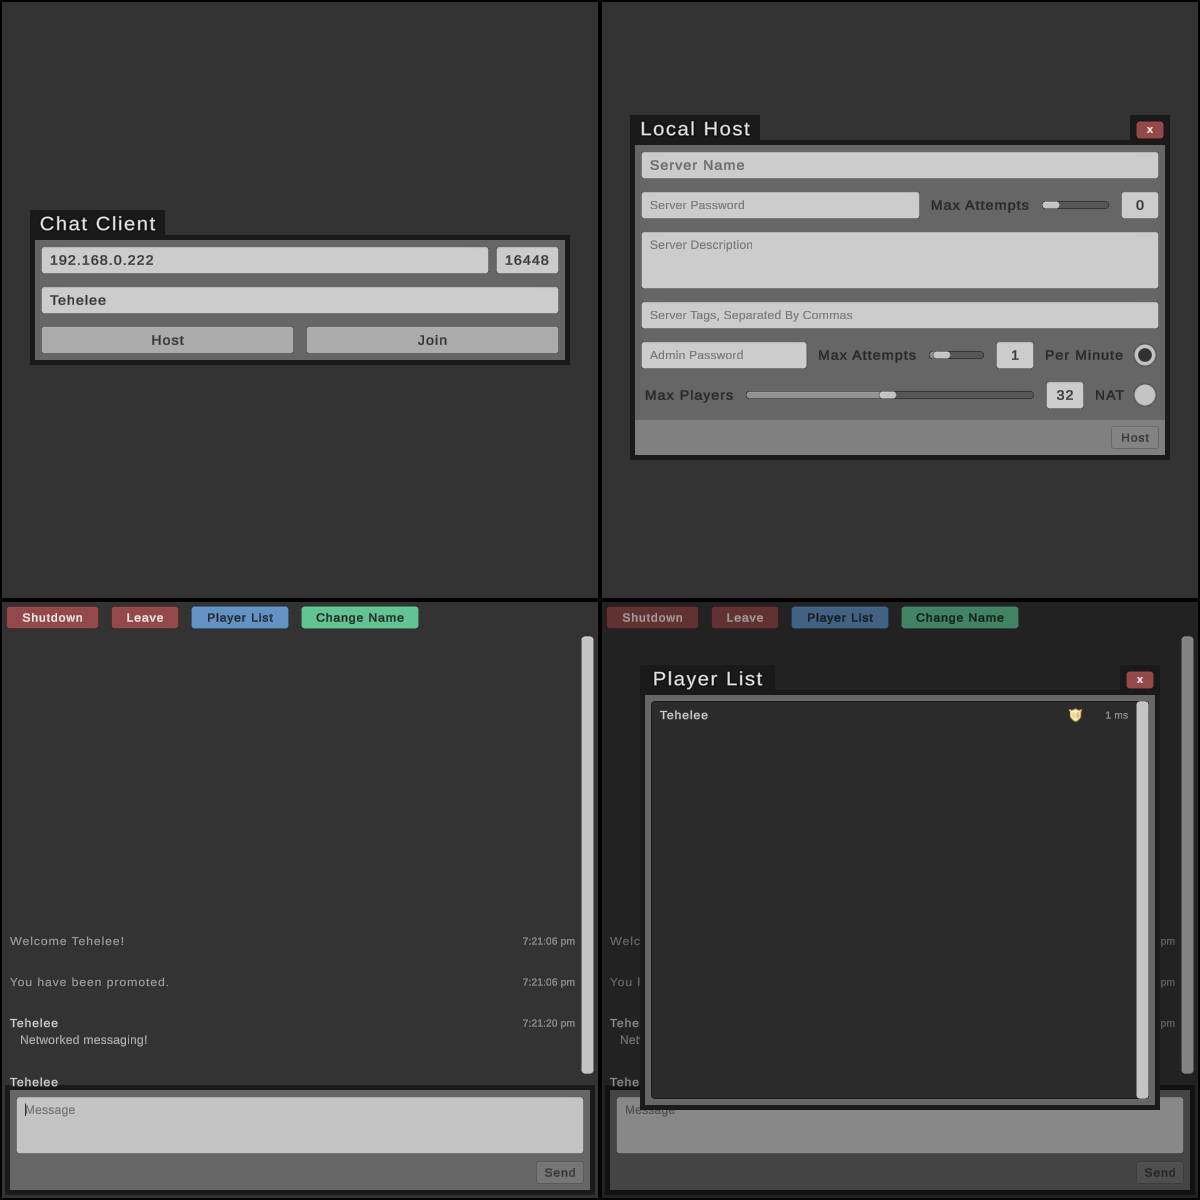 Chat Client
192.168.0.222 16448
Tehelee
Host Join
Local Host x
Server Name
Server Password Max Attempts 0
Server Description
Server Tags, Separated By Commas
Admin Password Max Attempts 1 Per Minute
Max Players 32 NAT
Host
Shutdown Leave Player List Change Name
Welcome Tehelee! 7:21:06 pm
You have been promoted. 7:21:06 pm
Tehelee 7:21:20 pm
Networked messaging!
Tehelee
Message
Send
Shutdown Leave Player List Change Name
Player List x
Tehelee 1 ms
Welc pm
You h pm
Tehe pm
Net
Tehe
Message
Send